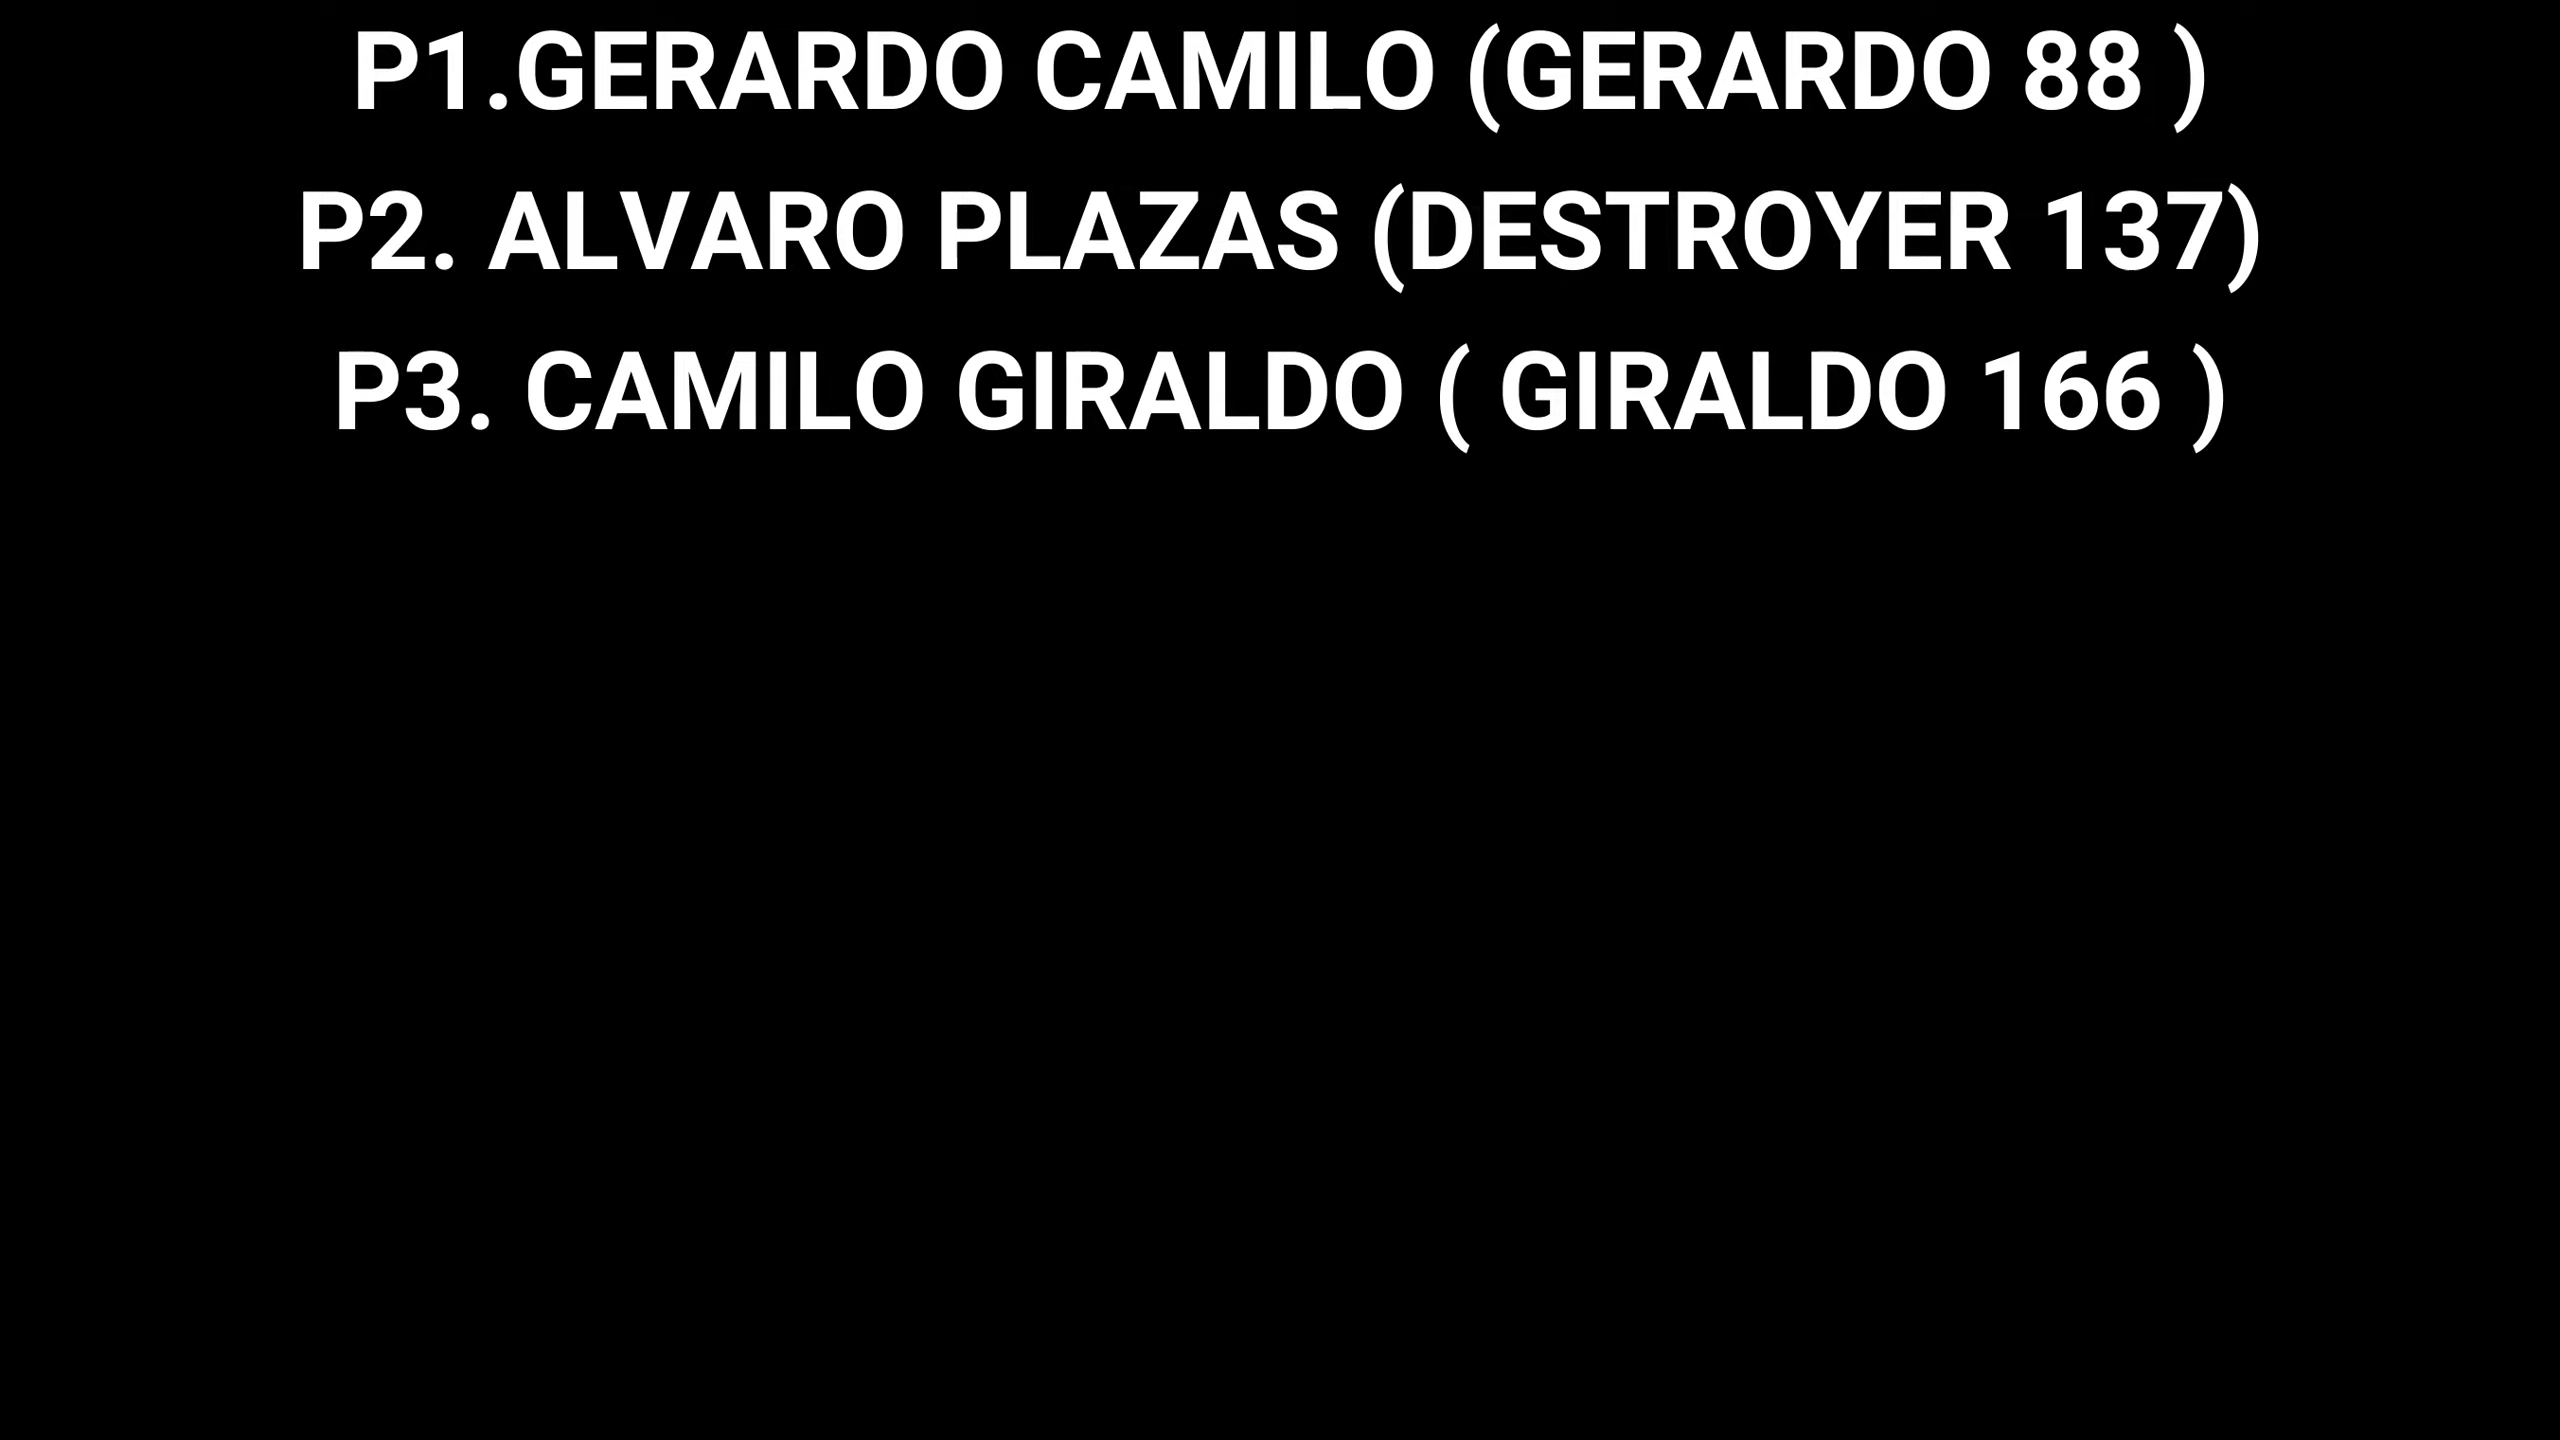 P1.GERARDO CAMILO (GERARDO 88 )
P2. ALVARO PLAZAS (DESTROYER 137)
P3. CAMILO GIRALDO ( GIRALDO 166 )